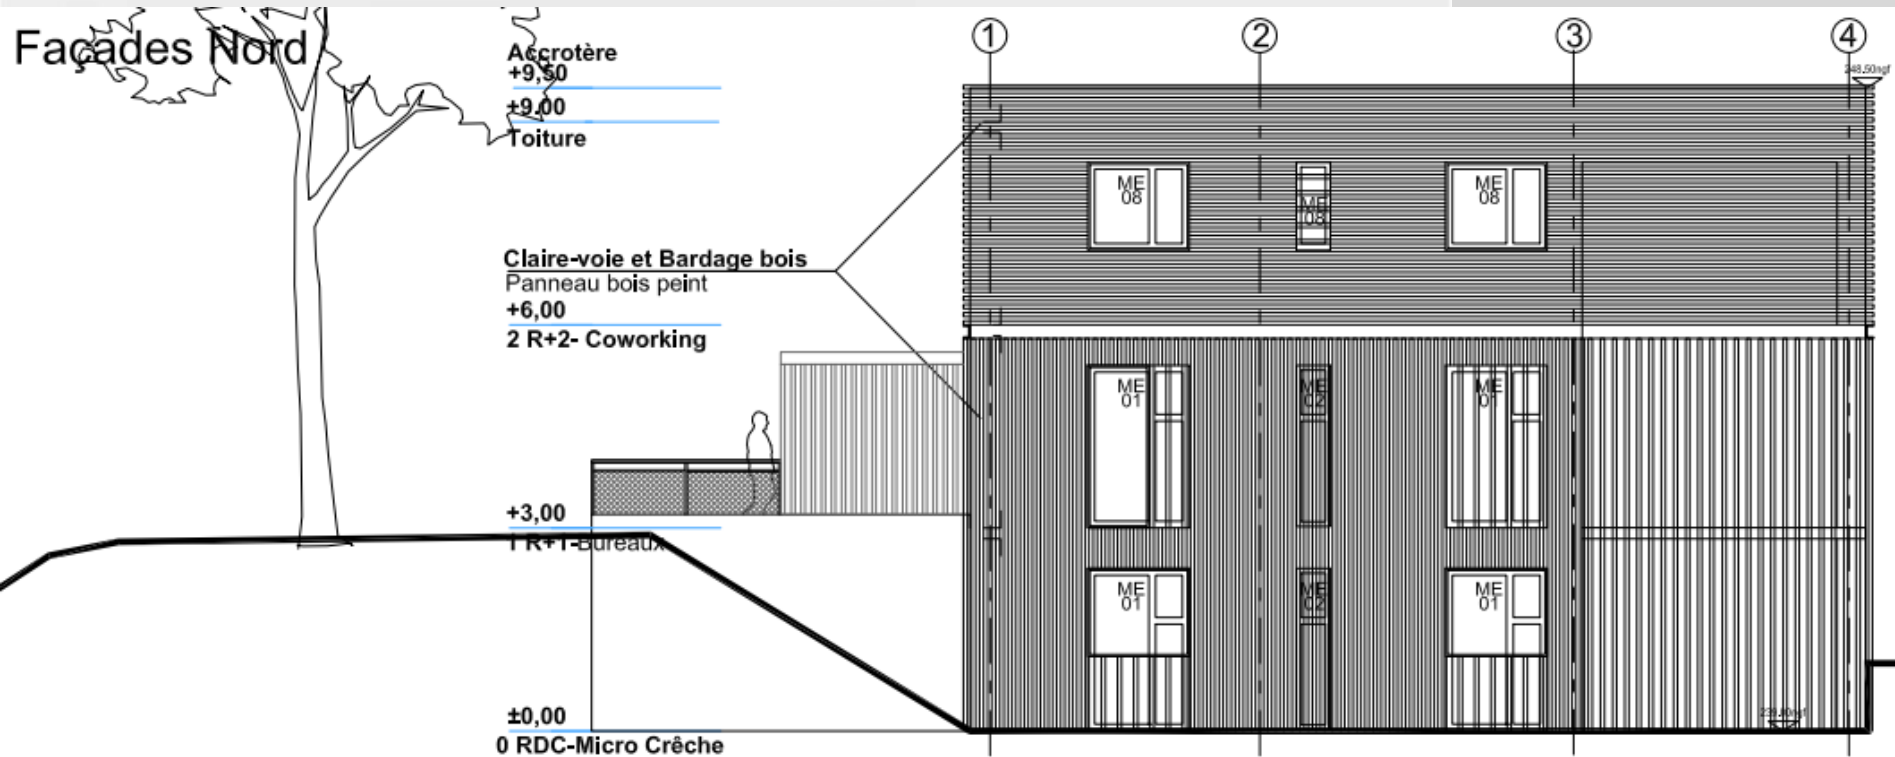 Façades Nord
1
2
3
4
Accrotère
+9,50
+9.00
Toiture
248.50ngf
ME
08
ME
08
ME
08
Claire-voie et Bardage bois
Panneau bois peint
+6,00
2 R+2- Coworking
ME
01
ME
02
ME
01
+3,00
1 R+1-Bureaux
ME
01
ME
02
ME
01
±0,00
0 RDC-Micro Crêche